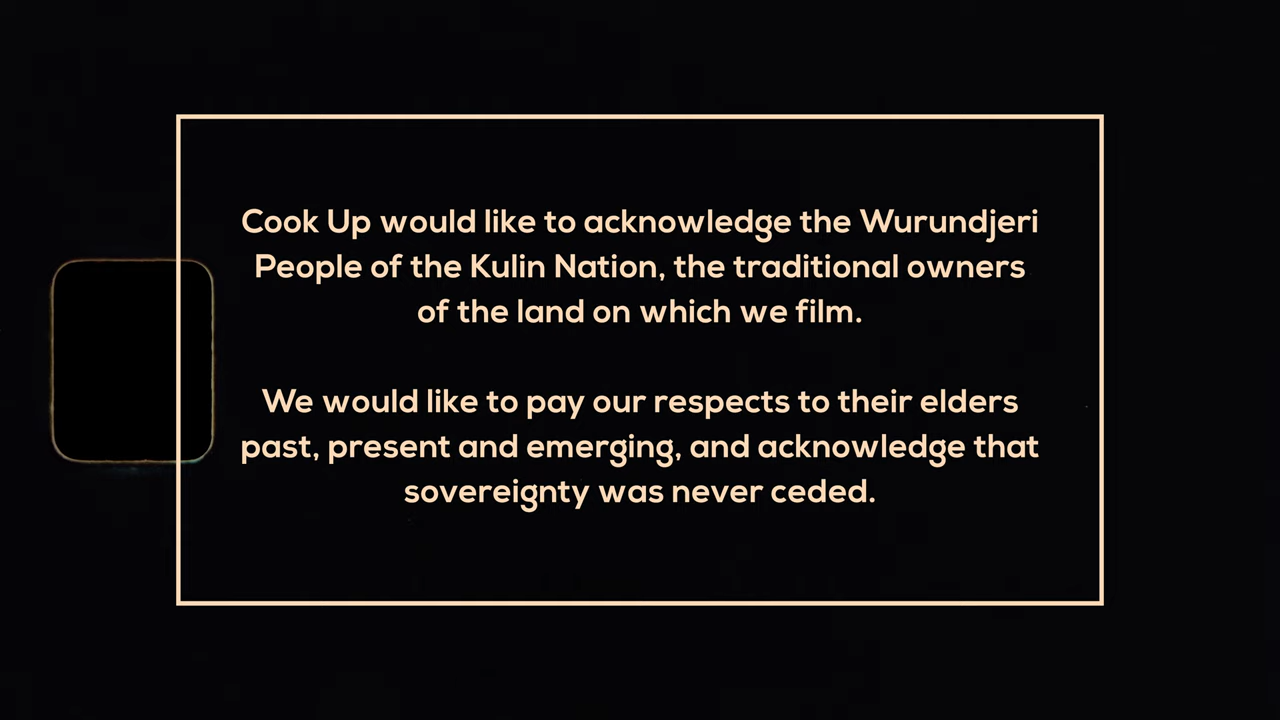 Cook Up would like to acknowledge the Wurundjeri
People of the Kulin Nation, the traditional owners
of the land on which we film.
We would like to pay our respects to their elders
past, present and emerging, and acknowledge that
sovereignty was never ceded.